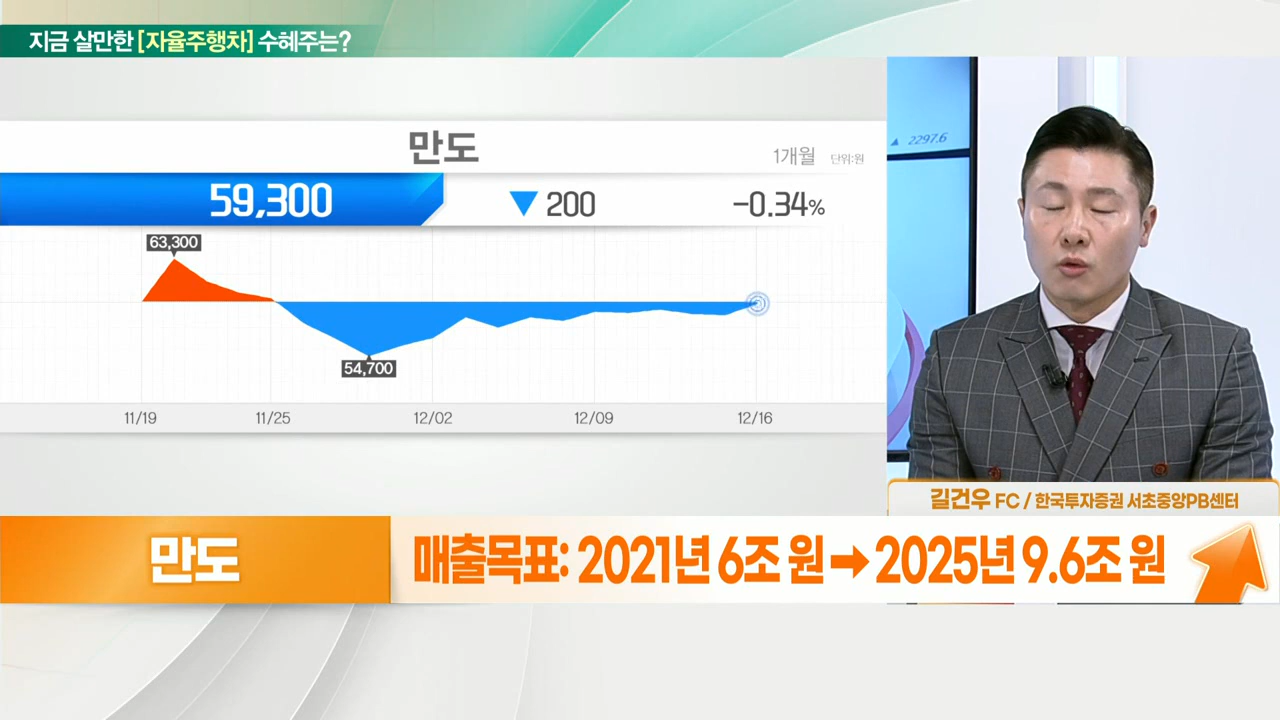 지금 살만한 [자율주행차] 수혜주는?
만도
1개월 단위:원
59,300 ▼ 200 -0.34%
63,300
54,700
11/19 11/25 12/02 12/09 12/16
▲ 2297.6
길건우 FC / 한국투자증권 서초중앙PB센터
만도
매출목표: 2021년 6조 원➡2025년 9.6조 원